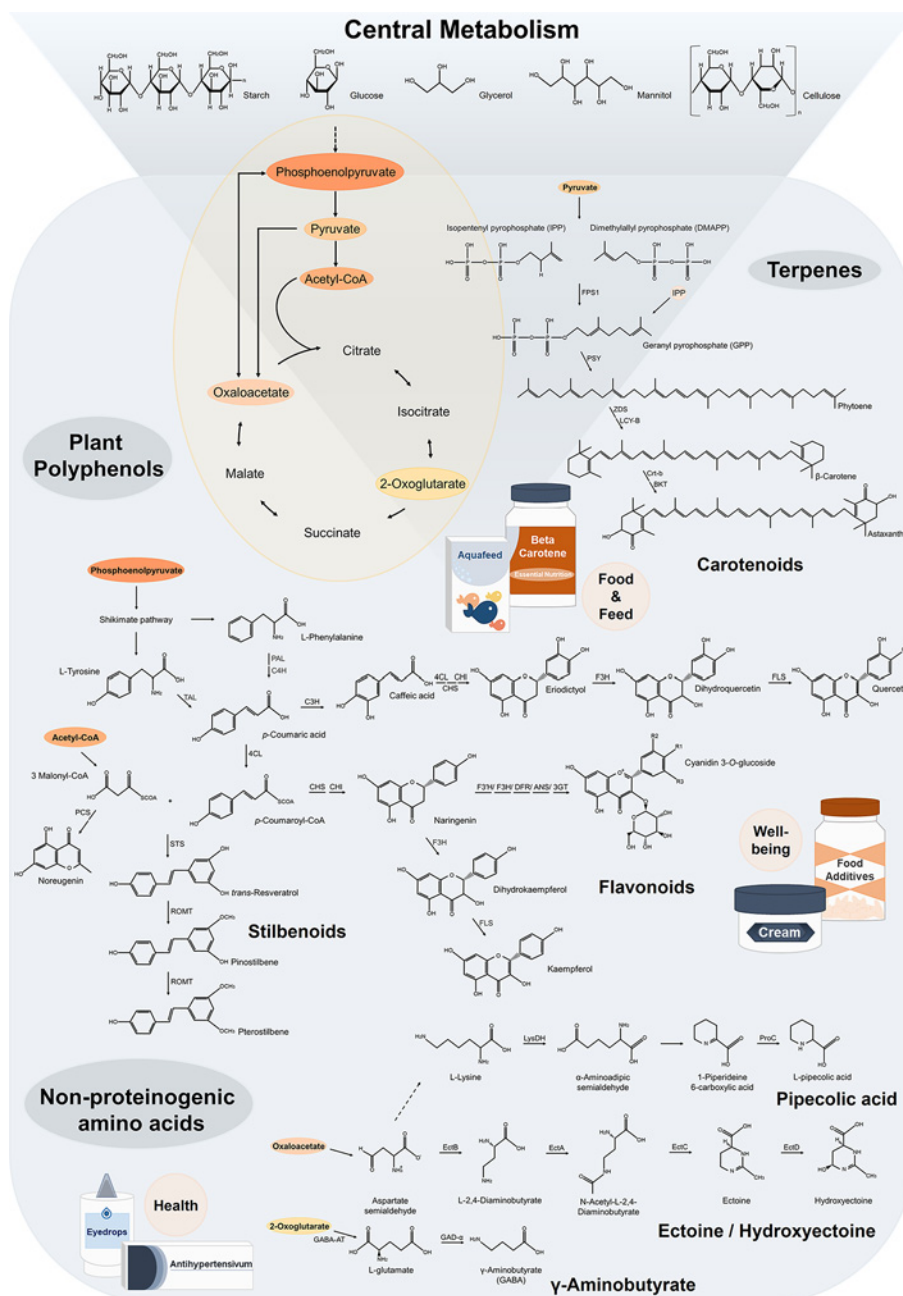 Central Metabolism
Starch
Glucose
Glycerol
Mannitol
Cellulose
Phosphoenolpyruvate
Pyruvate
Acetyl-CoA
Citrate
Oxaloacetate
Isocitrate
Malate
2-Oxoglutarate
Succinate
Pyruvate
Isopentenyl pyrophosphate (IPP)
Dimethylallyl pyrophosphate (DMAPP)
Terpenes
FPS1
IPP
Geranyl pyrophosphate (GPP)
PSY
Phytoene
ZDS
LCY-B
β-Carotene
Crt-b
BKT
Astaxanth
Carotenoids
Aquafeed
Beta
Carotene
Essential Nutrition
Food
&
Feed
Plant
Polyphenols
Phosphoenolpyruvate
Shikimate pathway
L-Phenylalanine
L-Tyrosine
TAL
PAL
C4H
p-Coumaric acid
C3H
Caffeic acid
4CL CHI
CHS
Eriodictyol
F3H
Dihydroquercetin
FLS
Quercet
Acetyl-CoA
3 Malonyl-CoA
4CL
PCS
p-Coumaroyl-CoA
CHS CHI
Naringenin
F3'H/ F3H/ DFR/ ANS/ 3GT
Cyanidin 3-O-glucoside
Noreugenin
STS
trans-Resveratrol
F3H
Dihydrokaempferol
Flavonoids
FLS
Kaempferol
ROMT
Stilbenoids
Pinostilbene
ROMT
Pterostilbene
Well-
being
Food
Additives
Cream
L-Lysine
LysDH
α-Aminoadipic
semialdehyde
1-Piperideine
6-carboxylic acid
ProC
L-pipecolic acid
Pipecolic acid
Non-proteinogenic
amino acids
Oxaloacetate
Aspartate
semialdehyde
EctB
L-2,4-Diaminobutyrate
EctA
N-Acetyl-L-2,4-
Diaminobutyrate
EctC
Ectoine
EctD
Hydroxyectoine
Ectoine / Hydroxyectoine
2-Oxoglutarate
GABA-AT
L-glutamate
GAD-α
γ-Aminobutyrate
(GABA)
γ-Aminobutyrate
Health
Eyedrops
Antihypertensivum